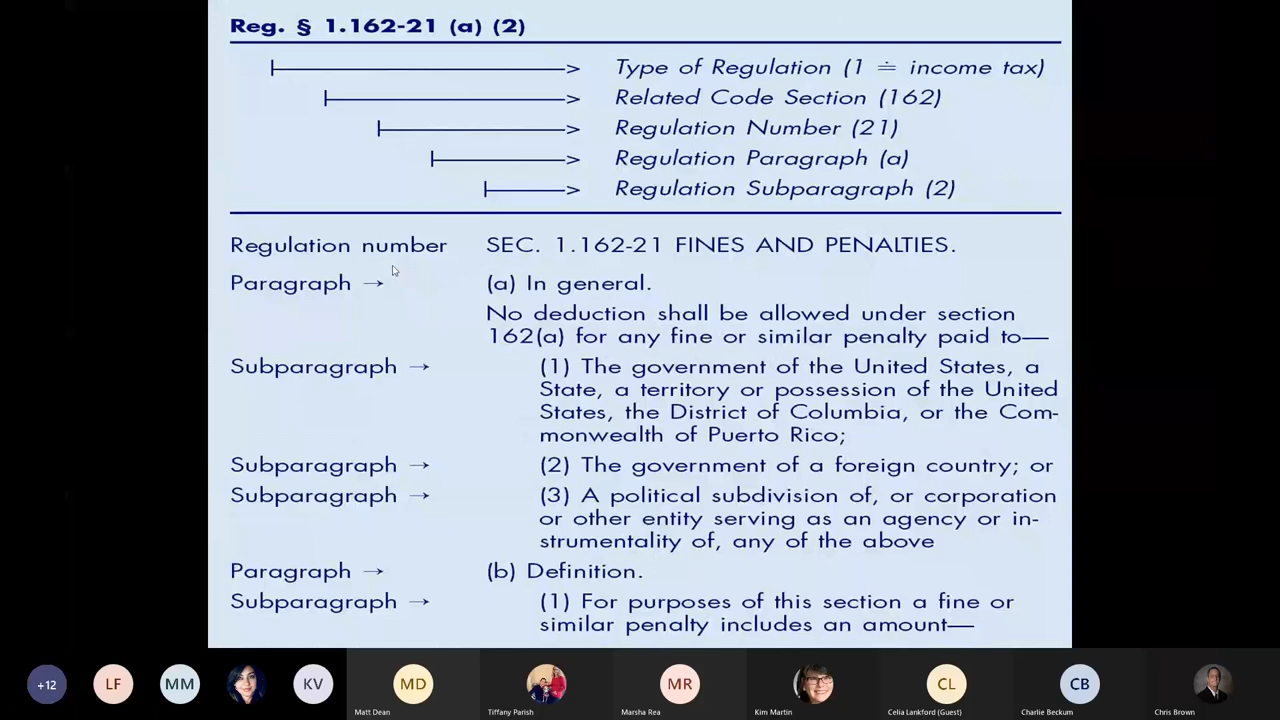 Reg. § 1.162-21 (a) (2)
Type of Regulation (1 ≐ income tax)
Related Code Section (162)
Regulation Number (21)
Regulation Paragraph (a)
Regulation Subparagraph (2)
Regulation number SEC. 1.162-21 FINES AND PENALTIES.
Paragraph → (a) In general.
No deduction shall be allowed under section
162(a) for any fine or similar penalty paid to—
Subparagraph → (1) The government of the United States, a
State, a territory or possession of the United
States, the District of Columbia, or the Com-
monwealth of Puerto Rico;
Subparagraph → (2) The government of a foreign country; or
Subparagraph → (3) A political subdivision of, or corporation
or other entity serving as an agency or in-
strumentality of, any of the above
Paragraph → (b) Definition.
Subparagraph → (1) For purposes of this section a fine or
similar penalty includes an amount—
+12 LF MM KV MD MR CL CB
Matt Dean Tiffany Parish Marsha Rea Kim Martin Celia Lankford (Guest) Charlie Beckum Chris Brown